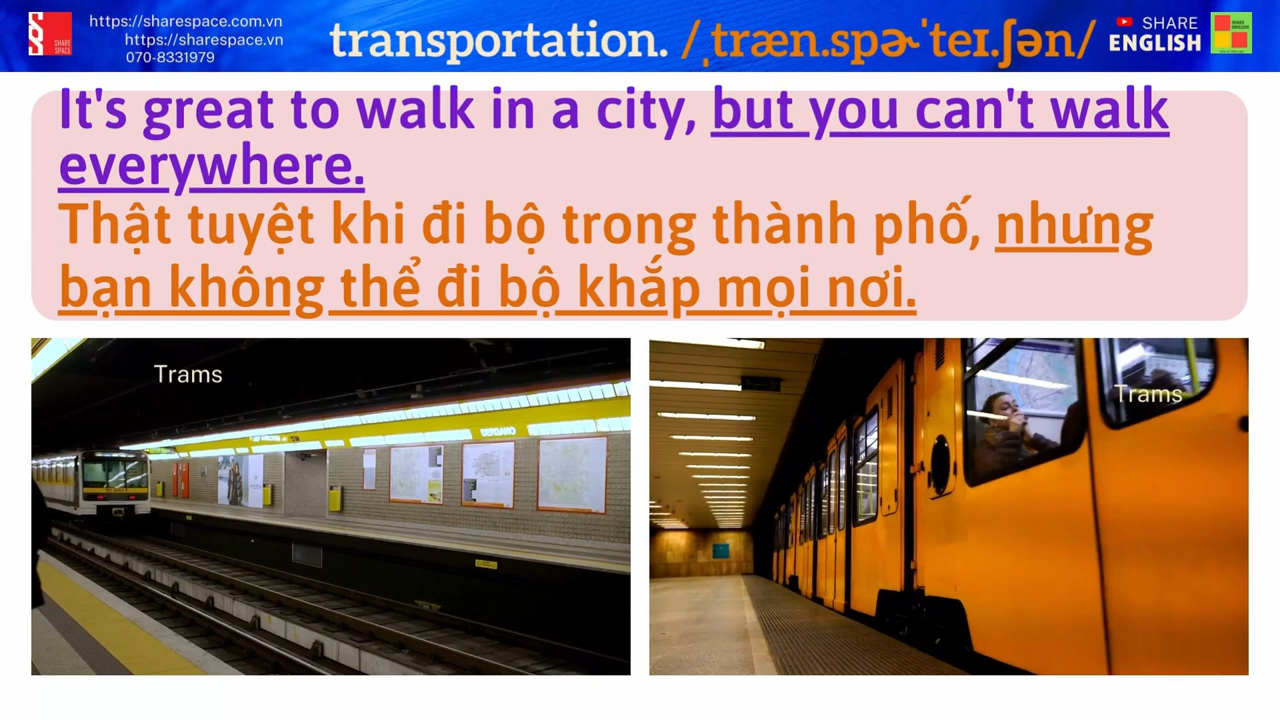 https://sharespace.com.vn
https://sharespace.vn
070-8331979
SHARE
SPACE
transportation. /ˌtræn.spɚˈteɪ.ʃən/
SHARE
ENGLISH
It's great to walk in a city, but you can't walk
everywhere.
Thật tuyệt khi đi bộ trong thành phố, nhưng
bạn không thể đi bộ khắp mọi nơi.
Trams
Trams